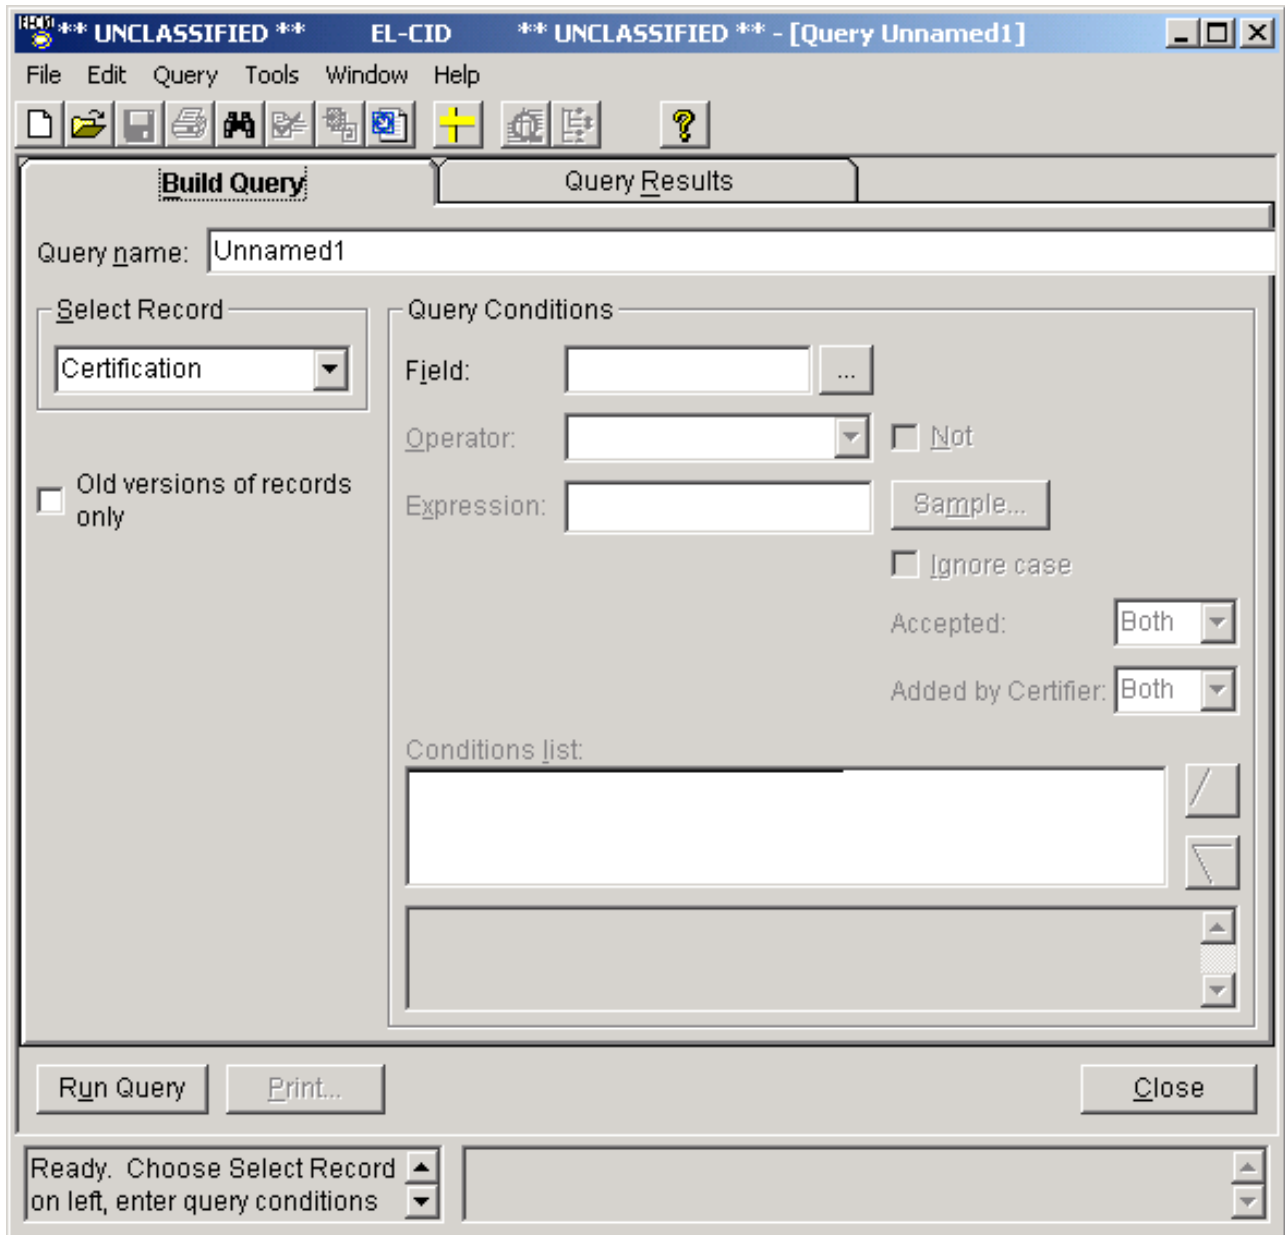 ** UNCLASSIFIED ** EL-CID ** UNCLASSIFIED ** - [Query Unnamed1]
File Edit Query Tools Window Help
Build Query Query Results
Query name: Unnamed1
Select Record
Certification
Old versions of records
only
Query Conditions
Field: ...
Operator: Not
Expression: Sample...
Ignore case
Accepted: Both
Added by Certifier: Both
Conditions list:
Run Query Print... Close
Ready. Choose Select Record
on left, enter query conditions